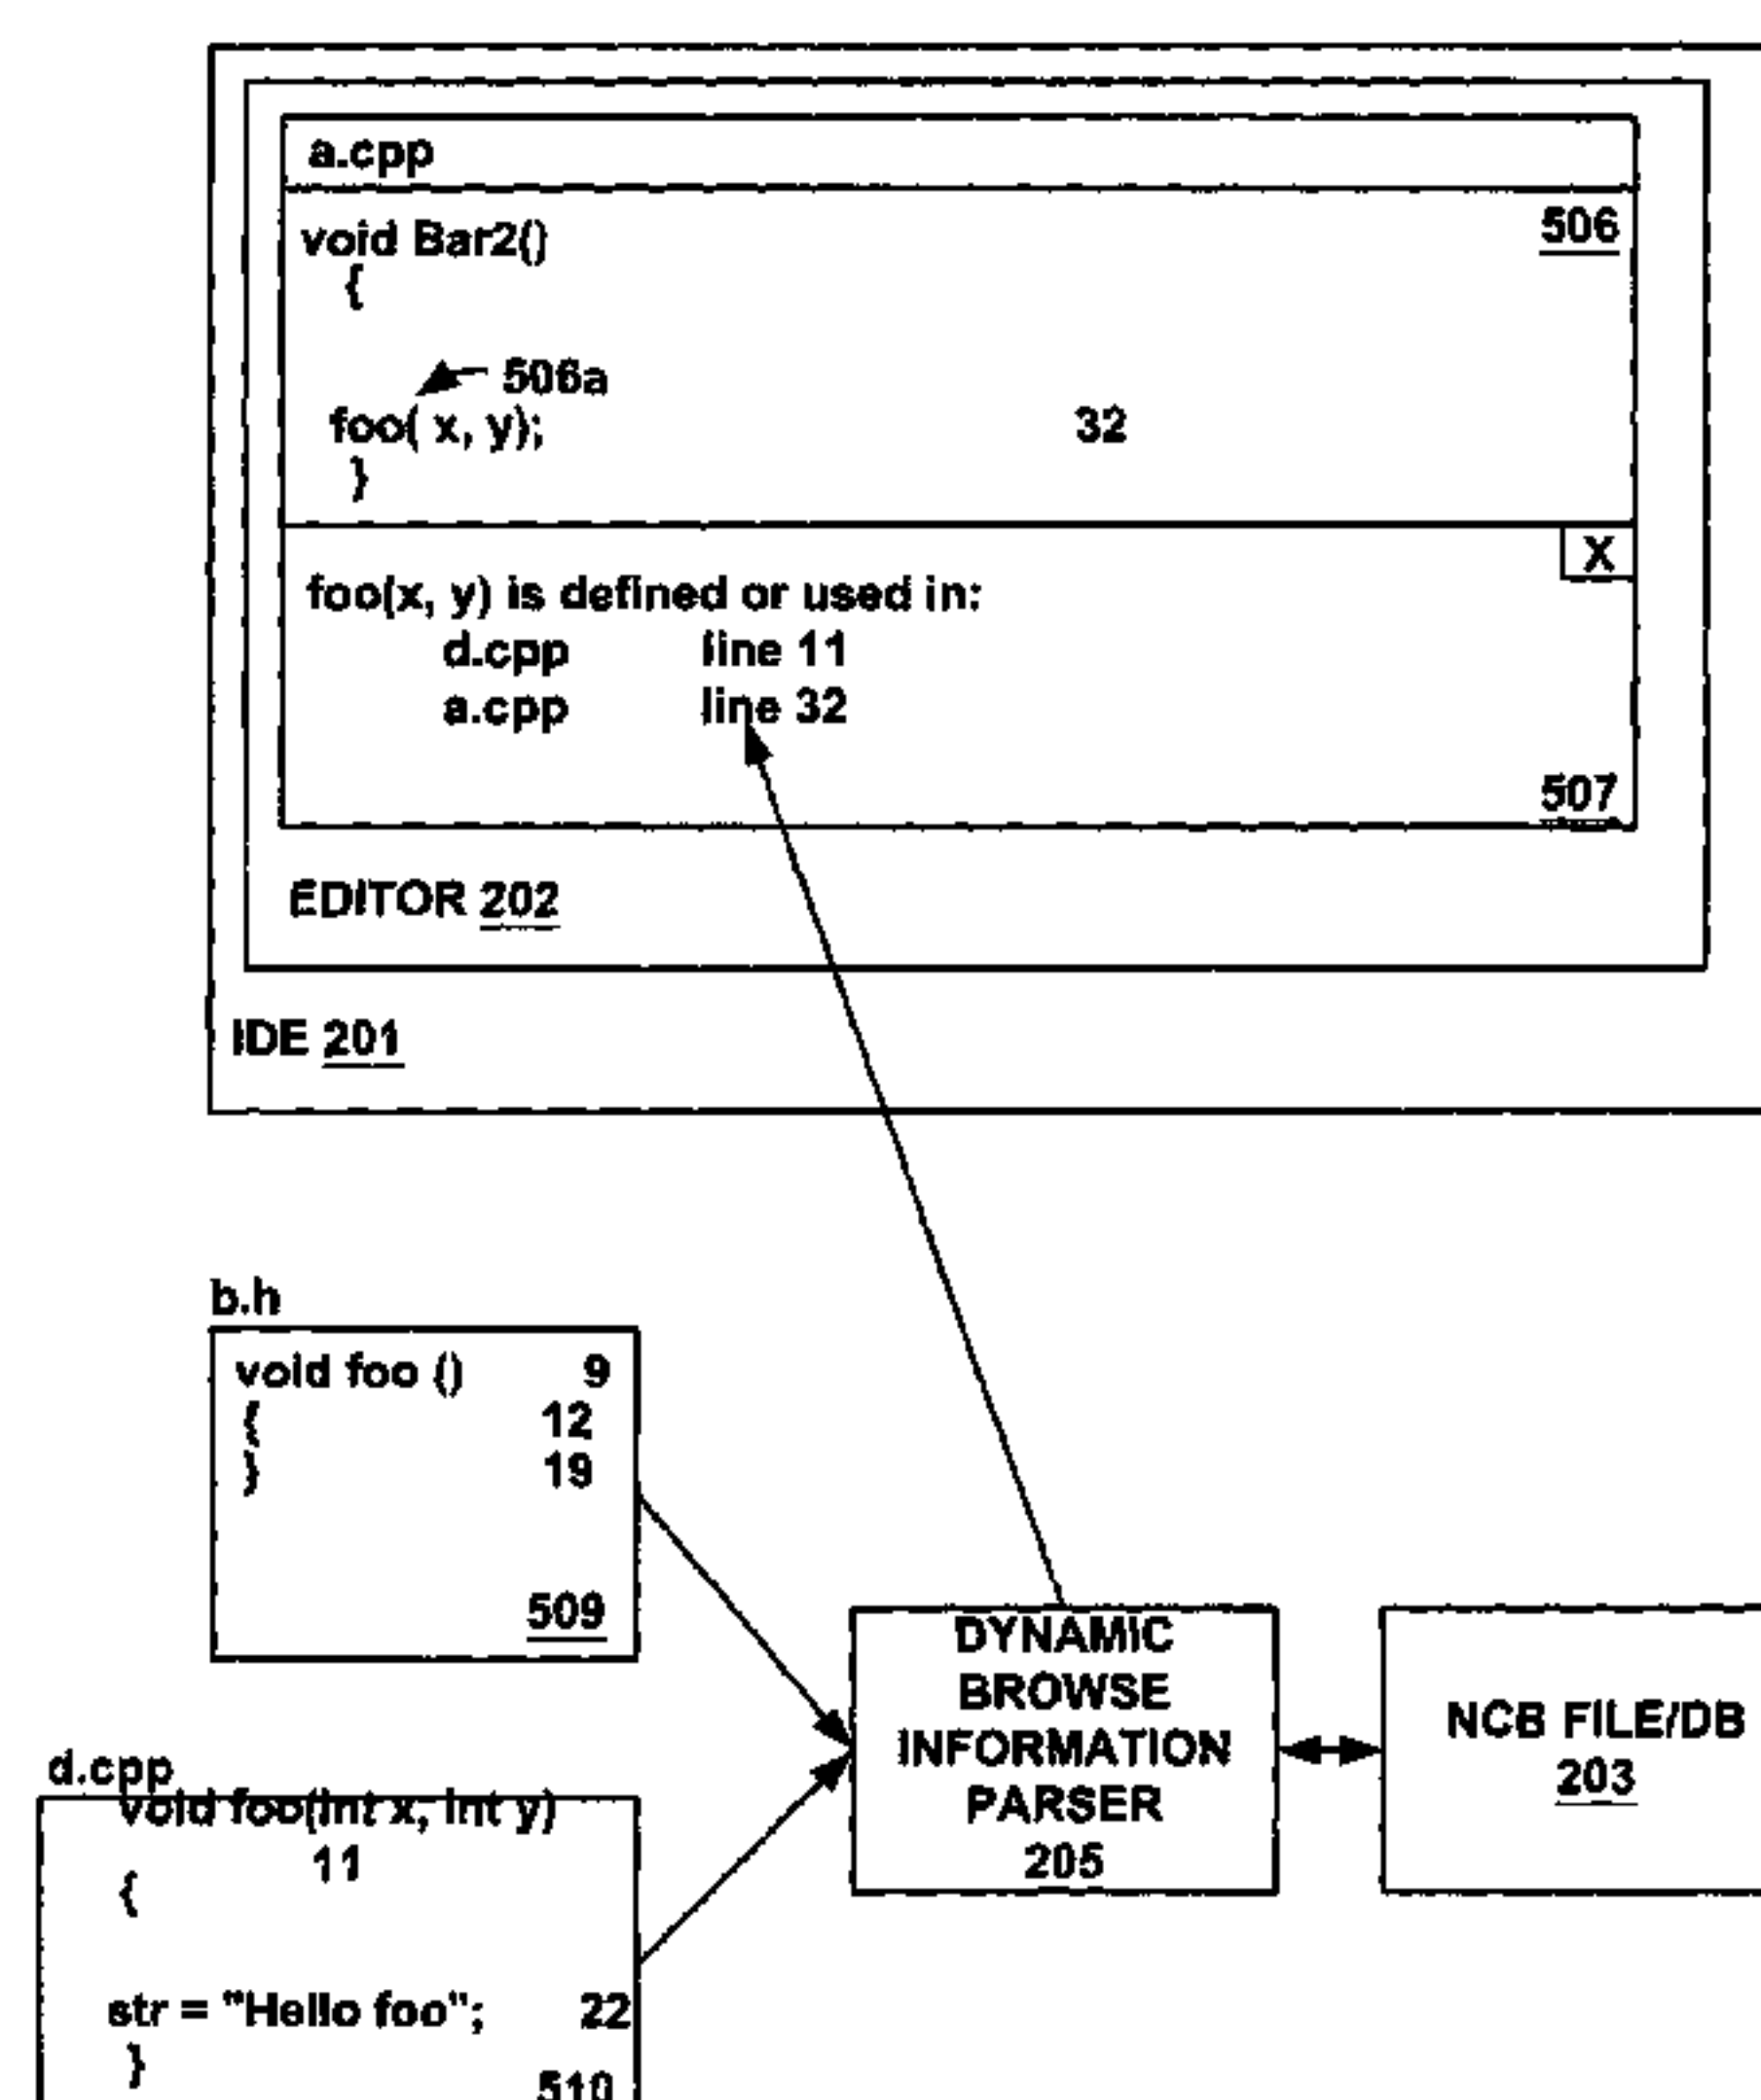 a.cpp
void Bar2() 506
{
506a
foo( x, y); 32
}
X
foo(x, y) is defined or used in:
d.cpp line 11
a.cpp line 32
507
EDITOR 202
IDE 201
b.h
void foo () 9
{ 12
} 19
509
DYNAMIC
BROWSE
INFORMATION
PARSER
205
NCB FILE/DB
203
d.cpp
void foo(int x, int y)
11
{
str = "Hello foo"; 22
}
510